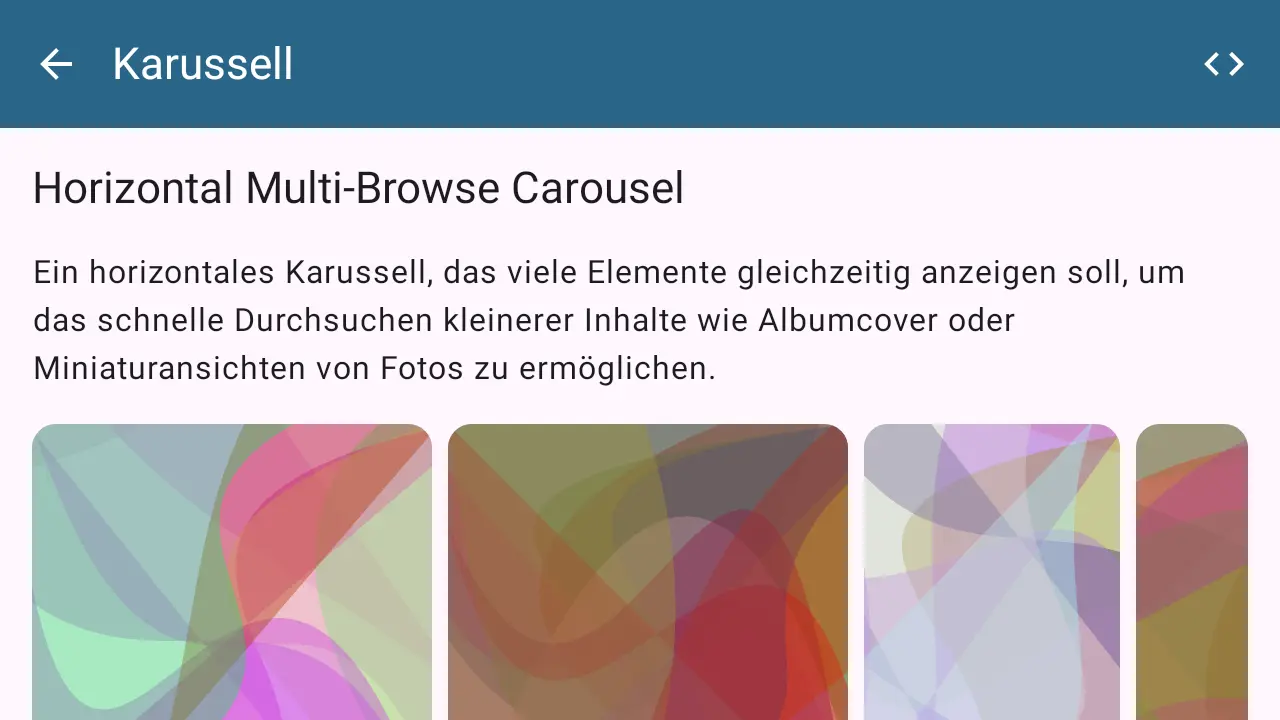 Karussell
Horizontal Multi-Browse Carousel
Ein horizontales Karussell, das viele Elemente gleichzeitig anzeigen soll, um
das schnelle Durchsuchen kleinerer Inhalte wie Albumcover oder
Miniaturansichten von Fotos zu ermöglichen.